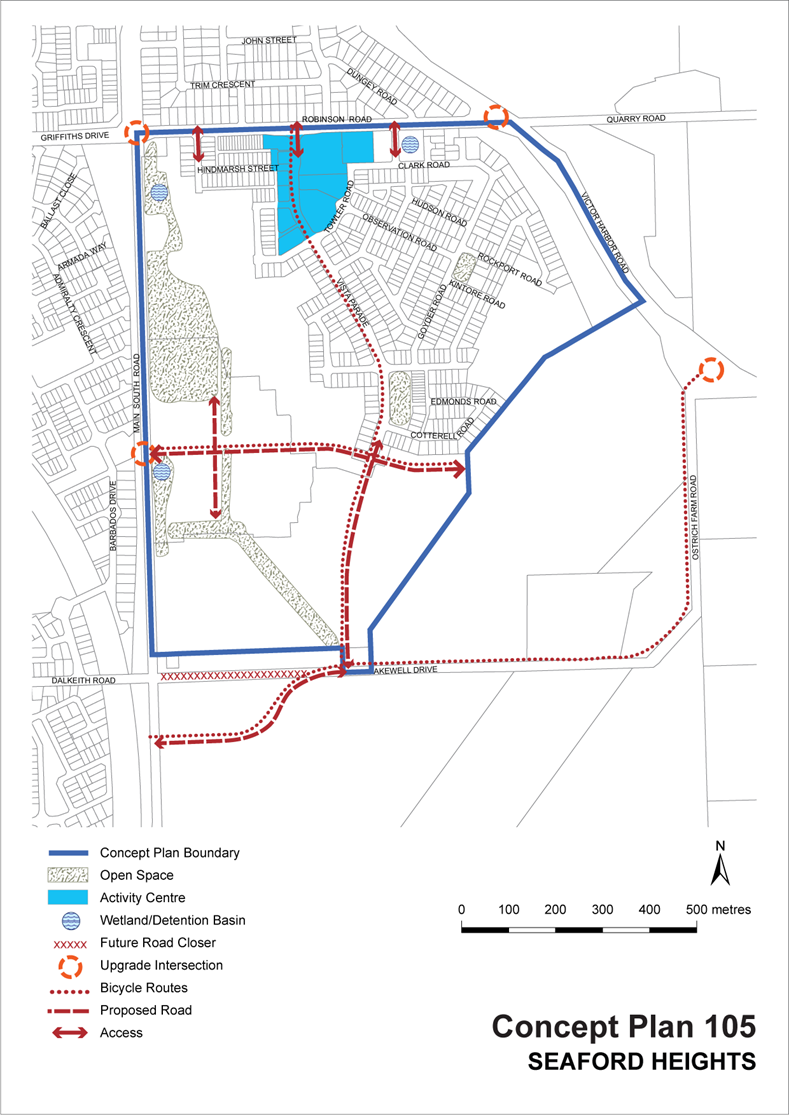 JOHN STREET
DUNGEY ROAD
TRIM CRESCENT
ROBINSON ROAD
QUARRY ROAD
GRIFFITHS DRIVE
HINDMARSH STREET
CLARK ROAD
BALLAST CLOSE
TOWLER ROAD
HUDSON ROAD
VICTOR HARBOR ROAD
OBSERVATION ROAD
ARMADA WAY
ROCKPORT ROAD
ADMIRALTY CRESCENT
VISTA PARADE
GOYDER ROAD
KINTORE ROAD
MAIN SOUTH ROAD
EDMONDS ROAD
COTTERELL ROAD
BARBADOS DRIVE
OSTRICH FARM ROAD
DALKEITH ROAD
XXXXXXXXXXXXXXXXXXXXX
AKEWELL DRIVE
Concept Plan Boundary
Open Space
Activity Centre
Wetland/Detention Basin
XXXXX Future Road Closer
Upgrade Intersection
Bicycle Routes
Proposed Road
Access
N
0 100 200 300 400 500 metres
Concept Plan 105
SEAFORD HEIGHTS